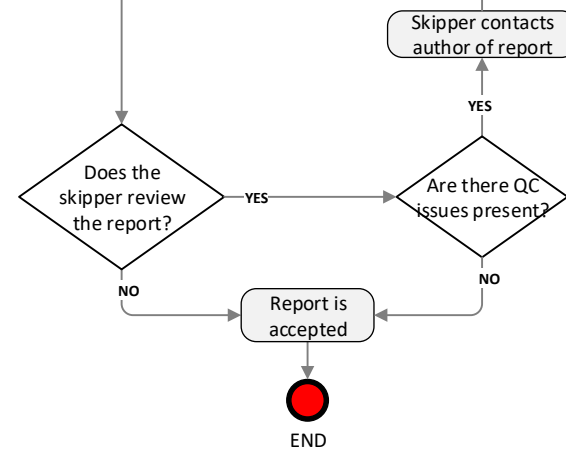 Skipper contacts
author of report
YES
Does the
skipper review
the report?
YES
Are there QC
issues present?
NO
NO
Report is
accepted
END